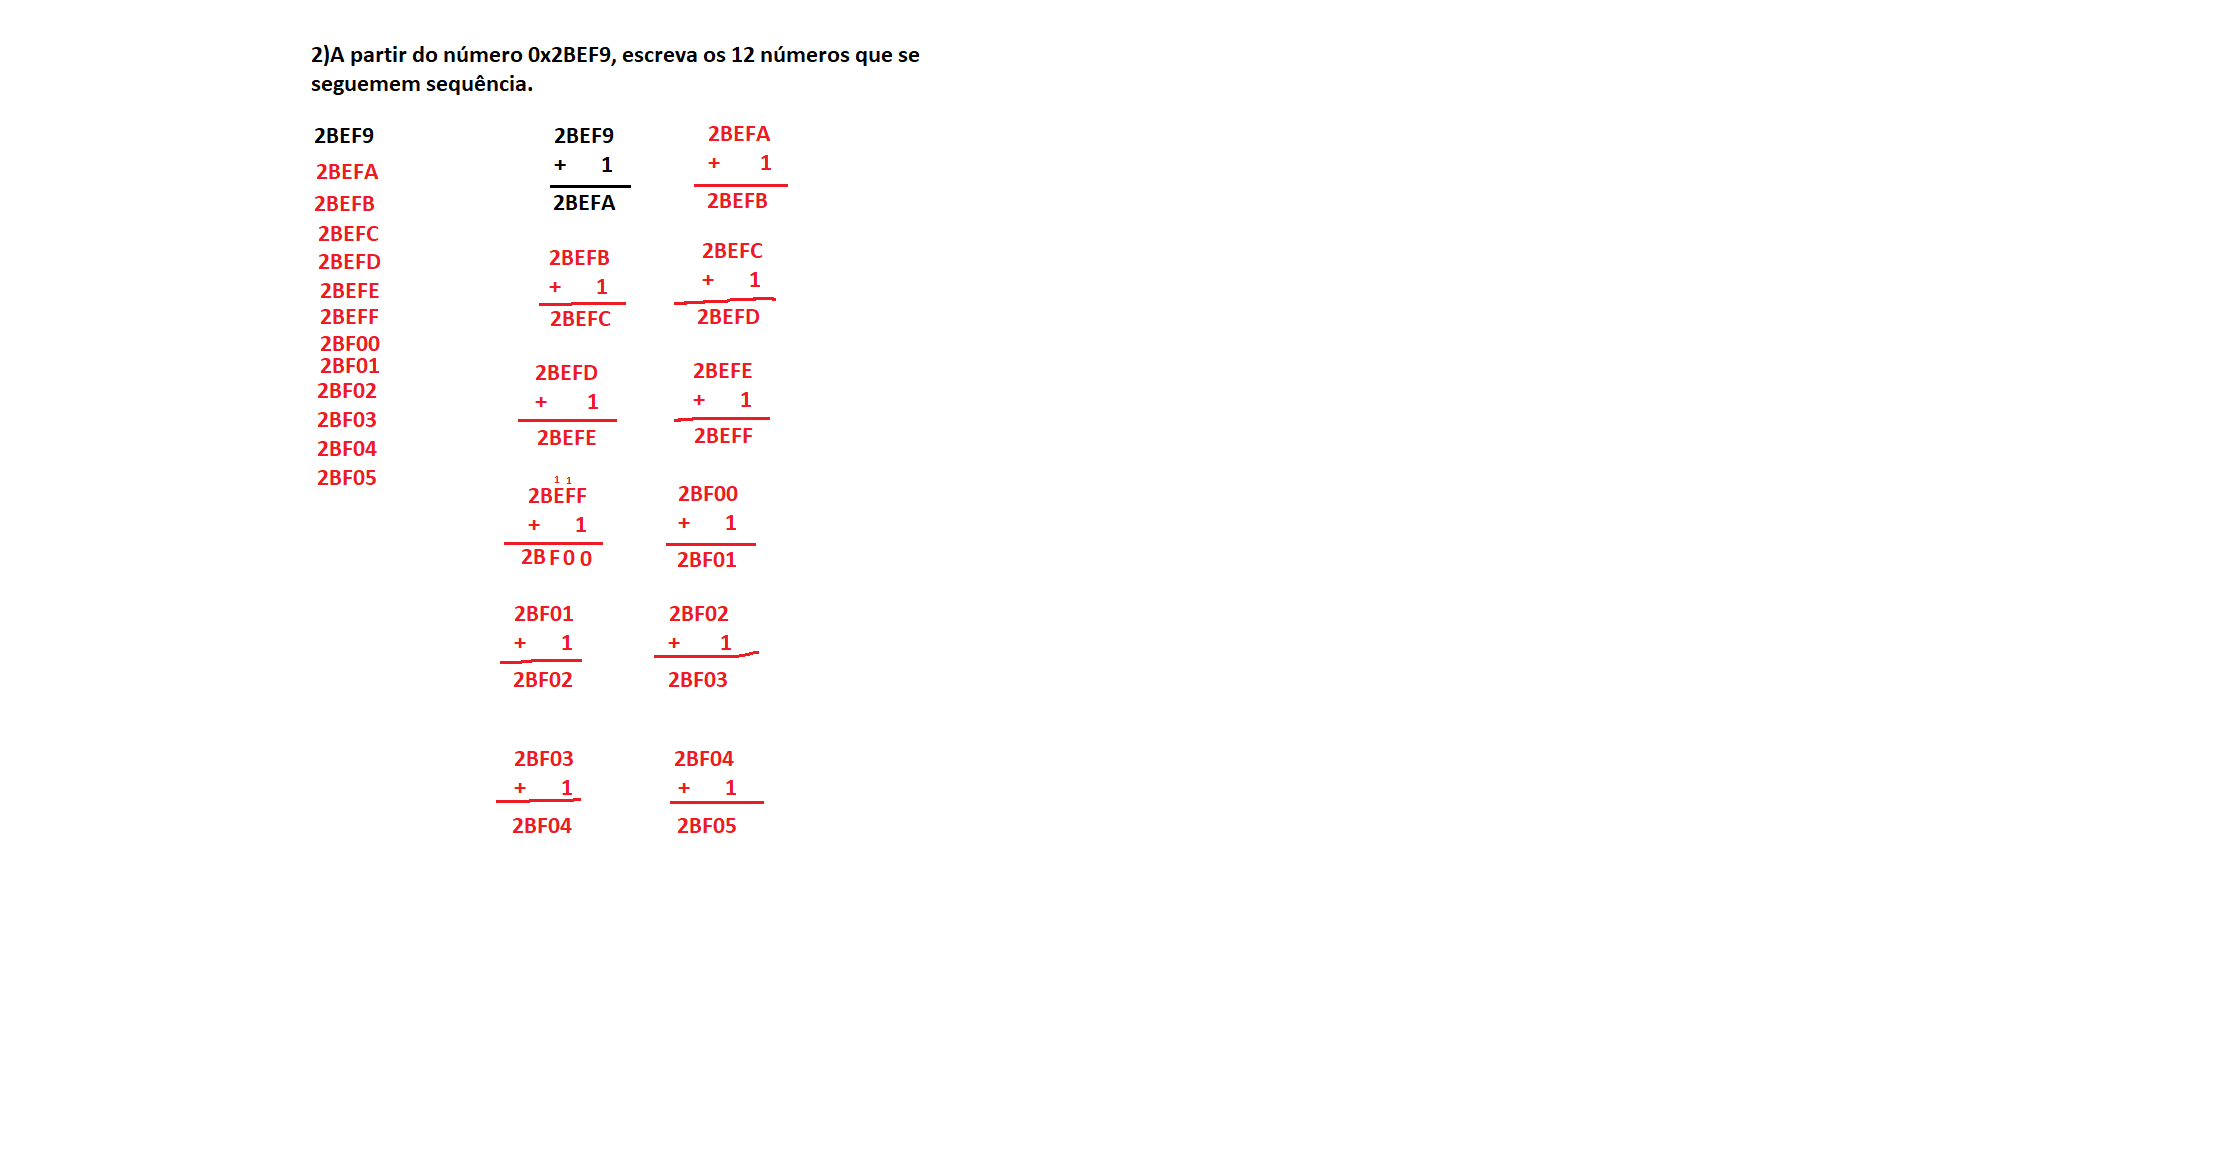 2)A partir do número 0x2BEF9, escreva os 12 números que se
seguemem sequência.
2BEF9
2BEFA
2BEFB
2BEFC
2BEFD
2BEFE
2BEFF
2BF00
2BF01
2BF02
2BF03
2BF04
2BF05
2BEF9
+ 1
2BEFA
2BEFA
+ 1
2BEFB
2BEFB
+ 1
2BEFC
2BEFC
+ 1
2BEFD
2BEFD
+ 1
2BEFE
2BEFE
+ 1
2BEFF
1 1
2BEFF
+ 1
2BF00
2BF00
+ 1
2BF01
2BF01
+ 1
2BF02
2BF02
+ 1
2BF03
2BF03
+ 1
2BF04
2BF04
+ 1
2BF05